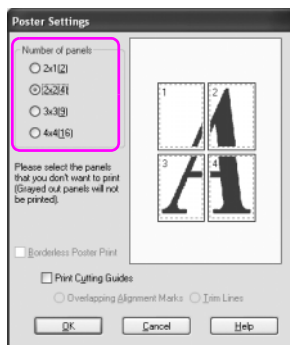 Poster Settings
Number of panels
2x1(2)
2x2(4)
3x3(9)
4x4(16)
1 2
3 4
A
Please select the panels
that you don't want to print
(Grayed out panels will not
be printed).
Borderless Poster Print
Print Cutting Guides
Overlapping Alignment Marks Trim Lines
OK Cancel Help